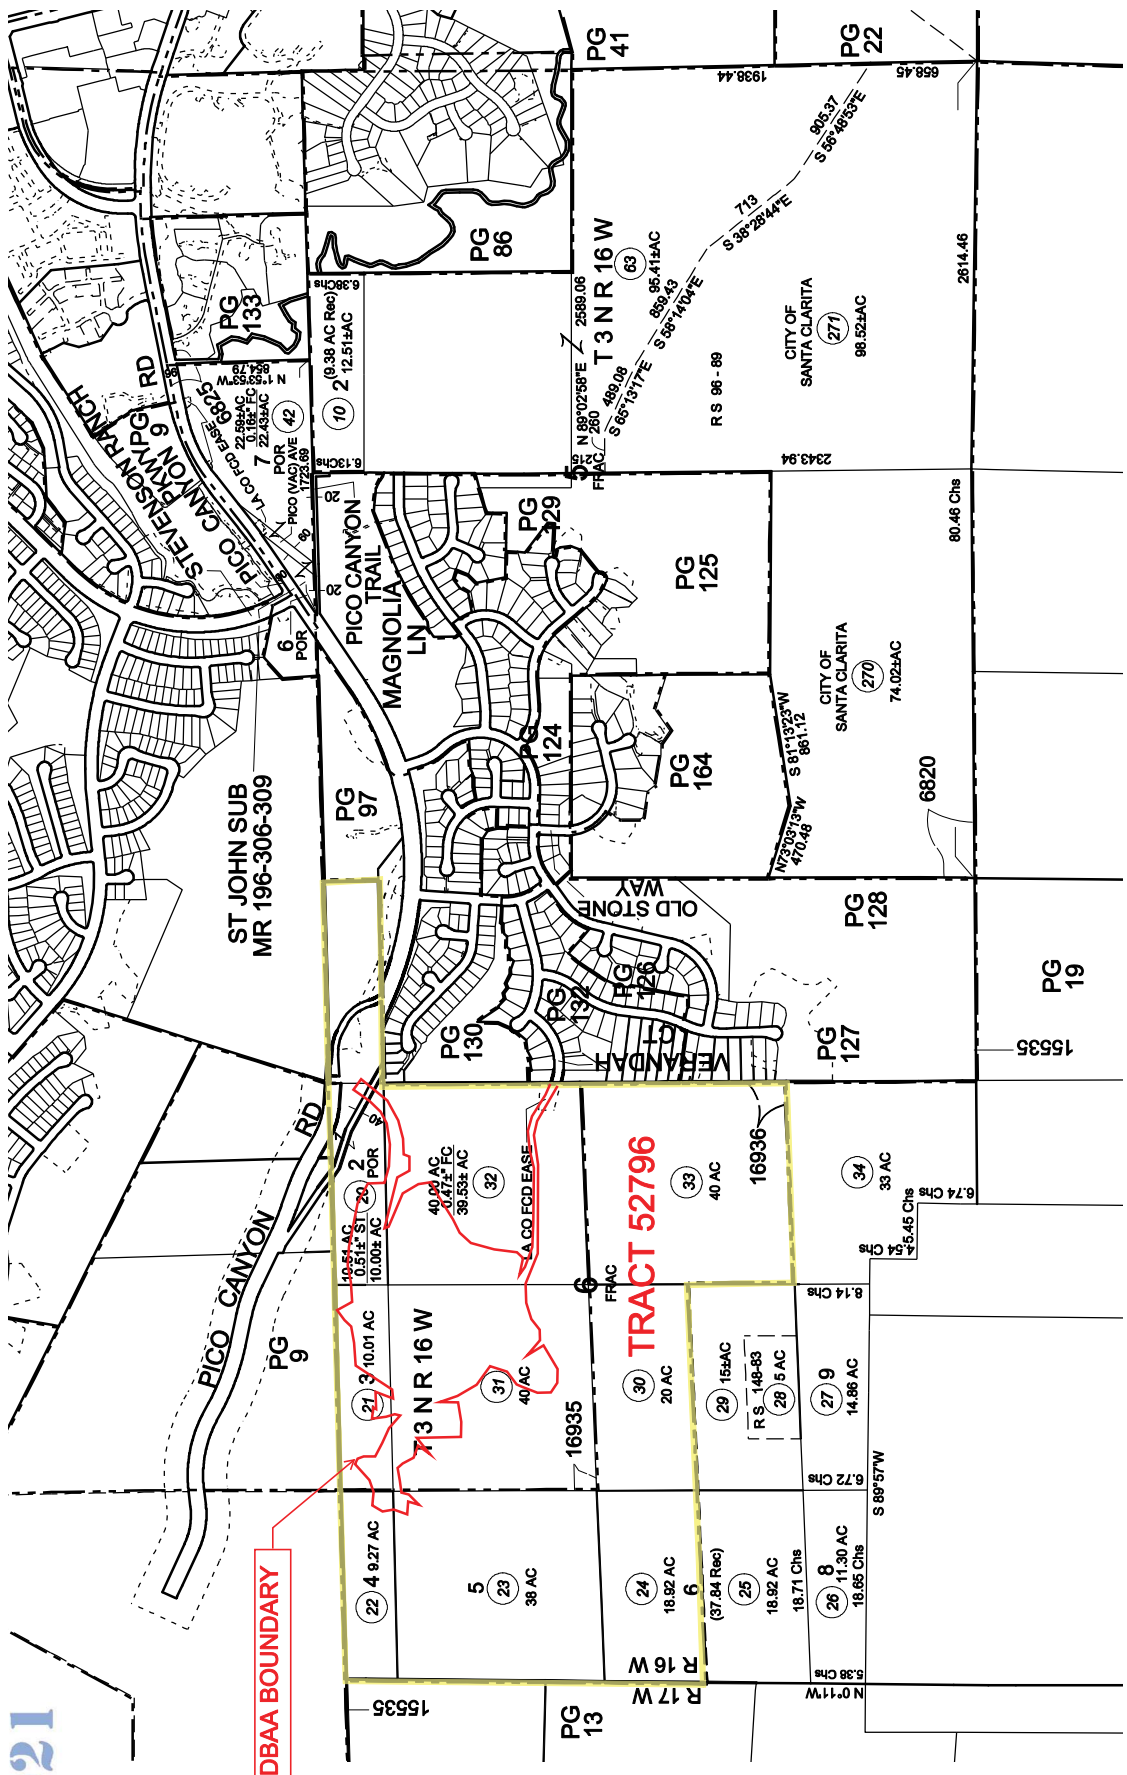 21
DBAA BOUNDARY
TRACT 52796
PG
41
PG
22
1938.44
658.45
905.37
S 56°48'53"E
713
S 38°28'44"E
859.43
S 58°14'04"E
489.08
S 65°13'17"E
N 89°02'58"E
2589.06
260
T 3 N R 16 W
63
95.41±AC
R S 96 - 89
CITY OF
SANTA CLARITA
271
98.52±AC
2614.46
2343.94
80.46 Chs
PG
86
PG
133
6.38Chs
(9.38 AC Rec)
10
2
12.51±AC
6.13Chs
854.79
N 1°53'53"W
6825
22.59±AC
0.16±" FC
22.43±AC
7
POR
42
LA CO FCD EASE
PICO (VAC) AVE
1723.69
60
20
20
STEVENSON RANCH
PKWY
PG
9
PICO CANYON
RD
6
POR
PICO CANYON
TRAIL
MAGNOLIA
LN
5
FRAC
PG
129
PG
125
PG
124
PG
164
PG
97
ST JOHN SUB
MR 196-306-309
CITY OF
SANTA CLARITA
270
74.02±AC
S 81°13'23"W
861.12
N73°03'13"W
470.48
6820
OLD STONE
WAY
PG
128
PG
126
PG
132
PG
130
VERANDAH
CT
PG
127
PG
19
15535
PICO CANYON RD
PG
9
40
2
POR
20
10.51 AC
0.51±" ST
10.00± AC
40.00 AC
0.47±" FC
39.53± AC
32
LA CO FCD EASE
33
40 AC
16936
34
33 AC
6.74 Chs
5.45 Chs
4.54 Chs
8.14 Chs
6
FRAC
21
3
10.01 AC
T 3 N R 16 W
31
40 AC
16935
30
20 AC
29
15±AC
R S 148-83
28
5 AC
27
9
14.86 AC
6.72 Chs
S 89°57'W
22
4
9.27 AC
5
23
38 AC
24
18.92 AC
6
(37.84 Rec)
25
18.92 AC
18.71 Chs
26
8
11.30 AC
18.65 Chs
5.38 Chs
N 0°11'W
R 16 W
R 17 W
15535
PG
13